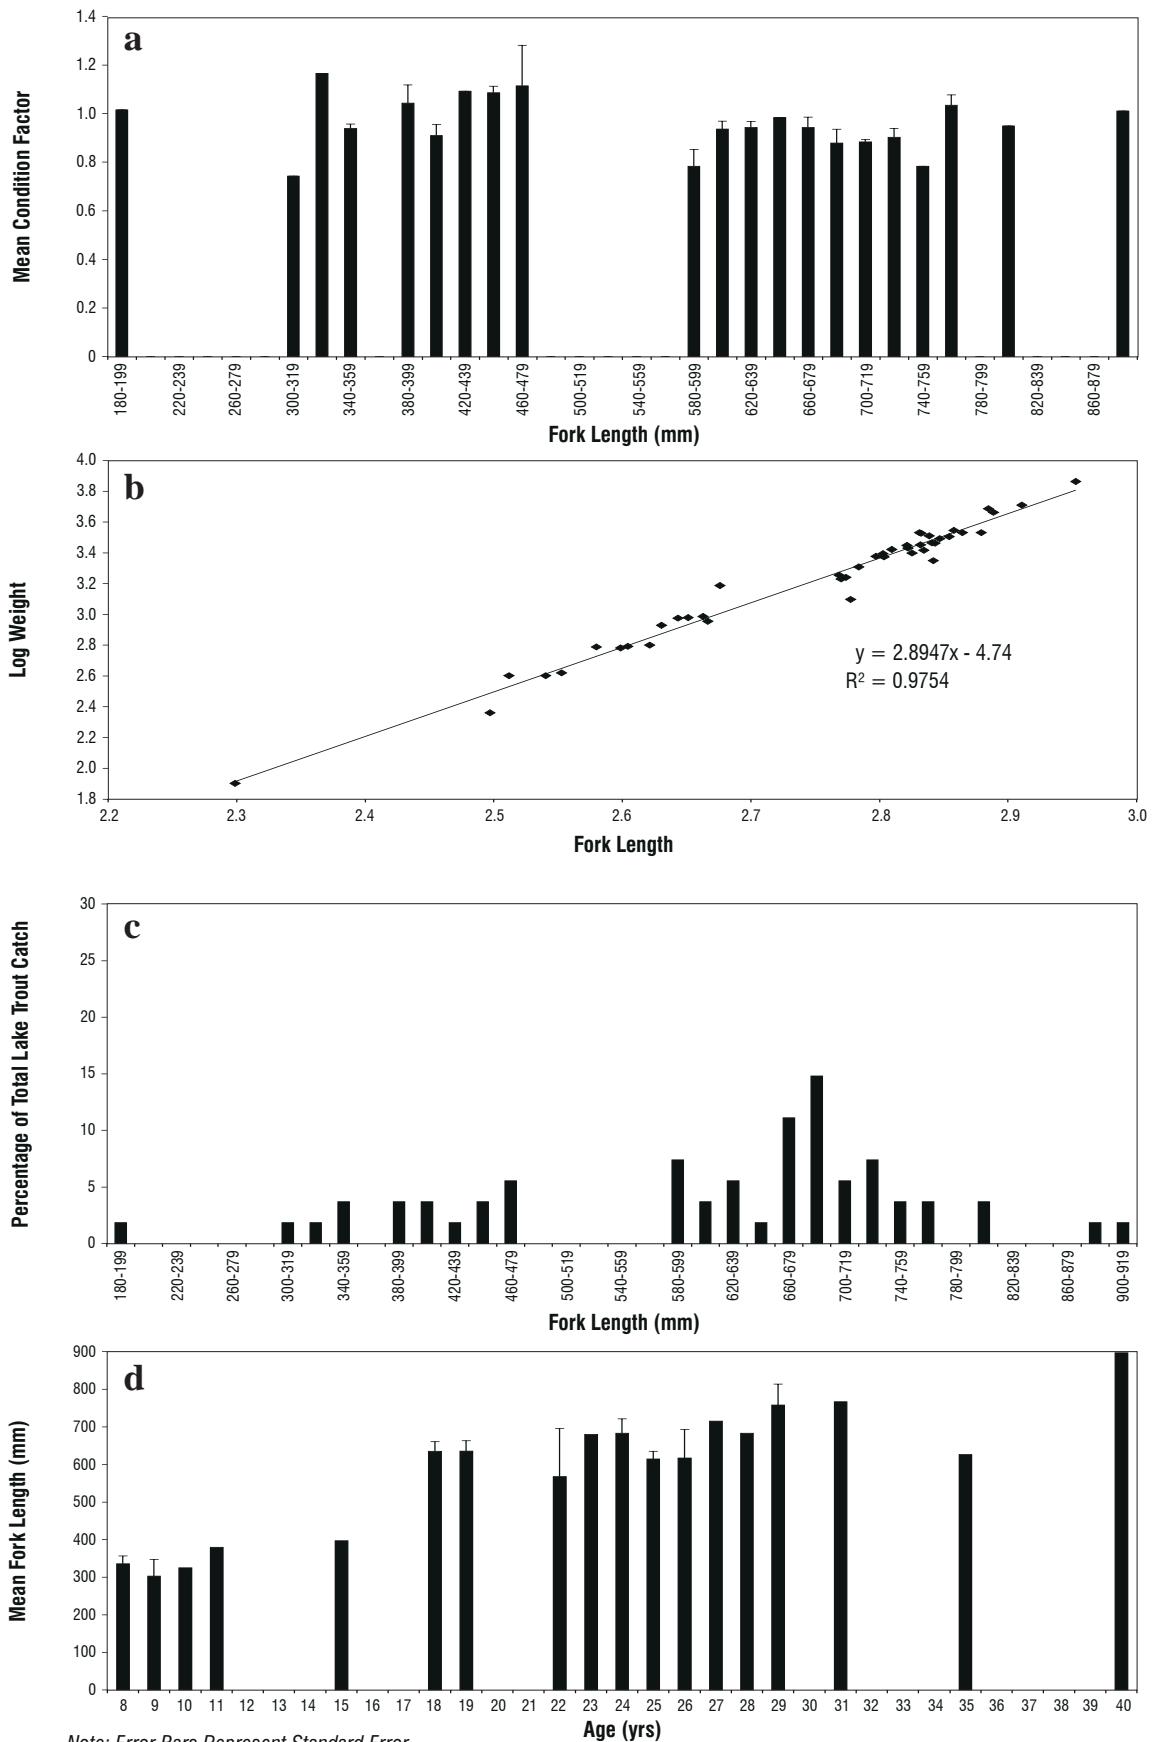 a
Mean Condition Factor
1.4
1.2
1.0
0.8
0.6
0.4
0.2
0
180-199 220-239 260-279 300-319 340-359 380-399 420-439 460-479 500-519 540-559 580-599 620-639 660-679 700-719 740-759 780-799 820-839 860-879
Fork Length (mm)
b
Log Weight
4.0
3.8
3.6
3.4
3.2
3.0
2.8
2.6
2.4
2.2
2.0
1.8
y = 2.8947x - 4.74
R² = 0.9754
2.2 2.3 2.4 2.5 2.6 2.7 2.8 2.9 3.0
Fork Length
c
Percentage of Total Lake Trout Catch
30
25
20
15
10
5
0
180-199 220-239 260-279 300-319 340-359 380-399 420-439 460-479 500-519 540-559 580-599 620-639 660-679 700-719 740-759 780-799 820-839 860-879 900-919
Fork Length (mm)
d
Mean Fork Length (mm)
900
800
700
600
500
400
300
200
100
0
8 9 10 11 12 13 14 15 16 17 18 19 20 21 22 23 24 25 26 27 28 29 30 31 32 33 34 35 36 37 38 39 40
Age (yrs)
Note: Error Bars Represent Standard Error